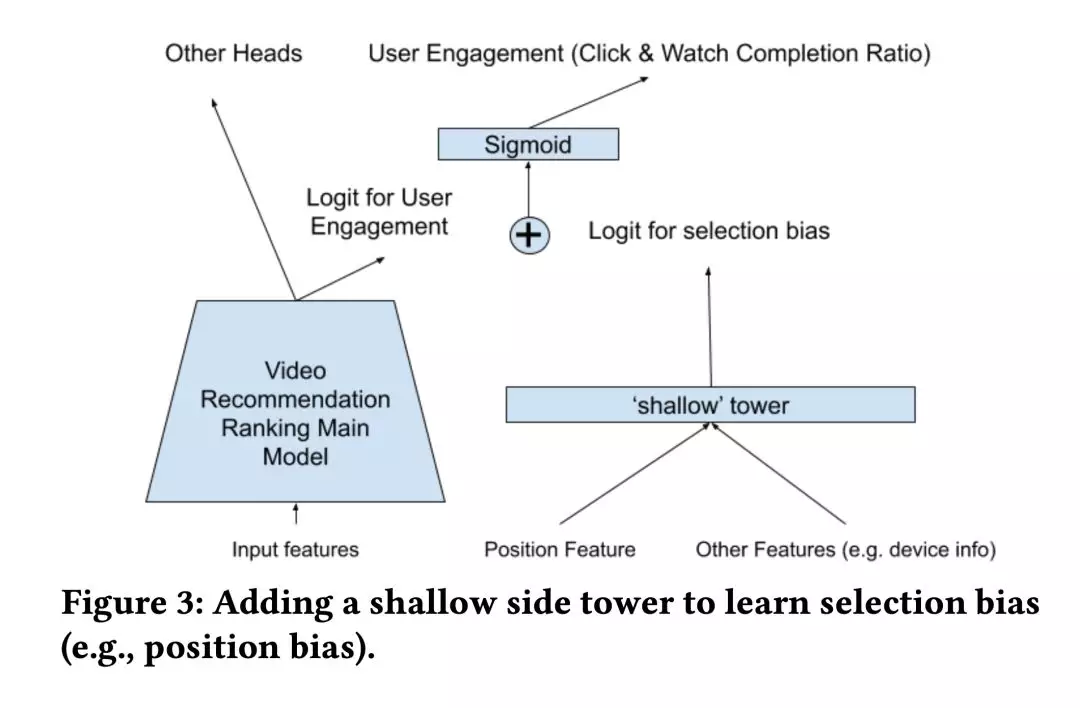 Other Heads
User Engagement (Click & Watch Completion Ratio)
Sigmoid
Logit for User
Engagement
+
Logit for selection bias
Video
Recommendation
Ranking Main
Model
‘shallow’ tower
Input features
Position Feature
Other Features (e.g. device info)
Figure 3: Adding a shallow side tower to learn selection bias
(e.g., position bias).